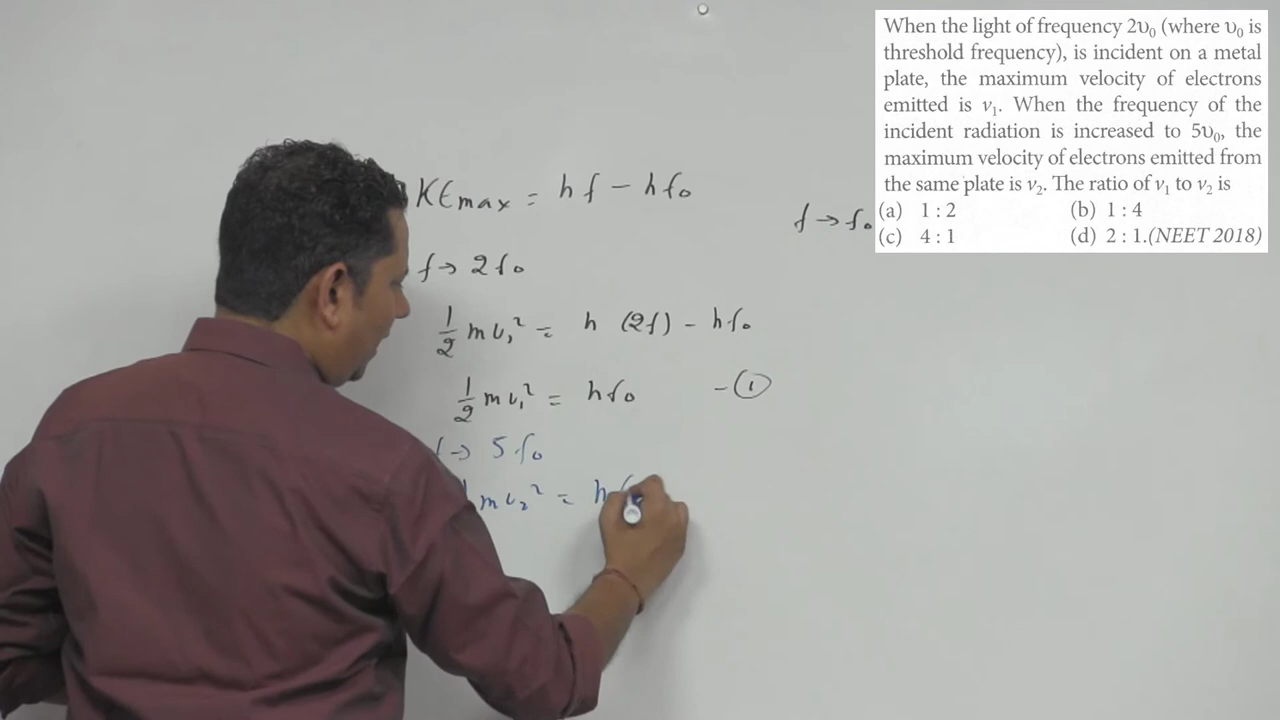 When the light of frequency 2υ₀ (where υ₀ is
threshold frequency), is incident on a metal
plate, the maximum velocity of electrons
emitted is v₁. When the frequency of the
incident radiation is increased to 5υ₀, the
maximum velocity of electrons emitted from
the same plate is v₂. The ratio of v₁ to v₂ is
(a) 1 : 2 (b) 1 : 4
(c) 4 : 1 (d) 2 : 1.(NEET 2018)
KEmax = hf - hf₀
f → f₀
f → 2f₀
1/2 mv₁² = h (2f) - hf₀
1/2 mv₁² = hf₀ - ①
→ 5f₀
mv₂² = h